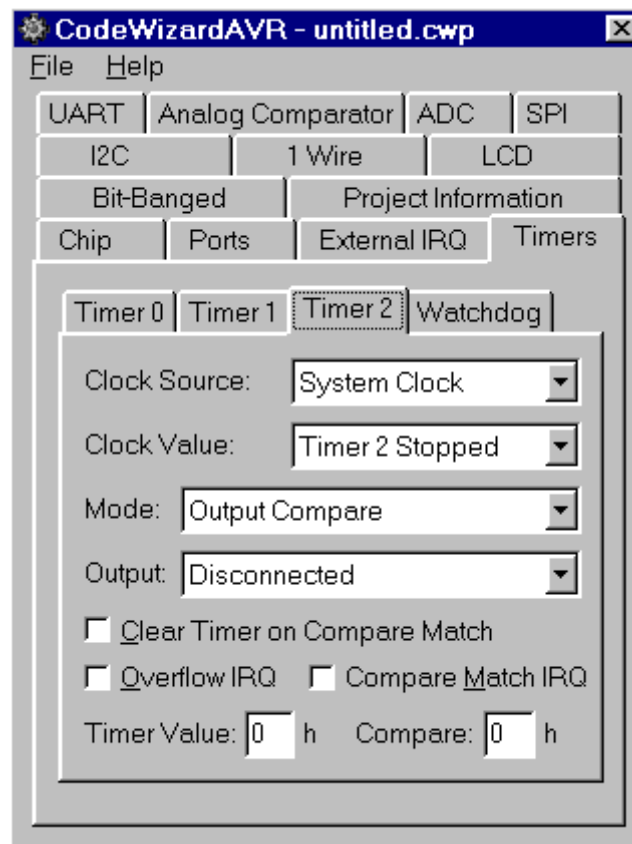 CodeWizardAVR - untitled.cwp
File Help
UART Analog Comparator ADC SPI
I2C 1 Wire LCD
Bit-Banged Project Information
Chip Ports External IRQ Timers
Timer 0 Timer 1 Timer 2 Watchdog
Clock Source: System Clock
Clock Value: Timer 2 Stopped
Mode: Output Compare
Output: Disconnected
Clear Timer on Compare Match
Overflow IRQ Compare Match IRQ
Timer Value: 0 h Compare: 0 h